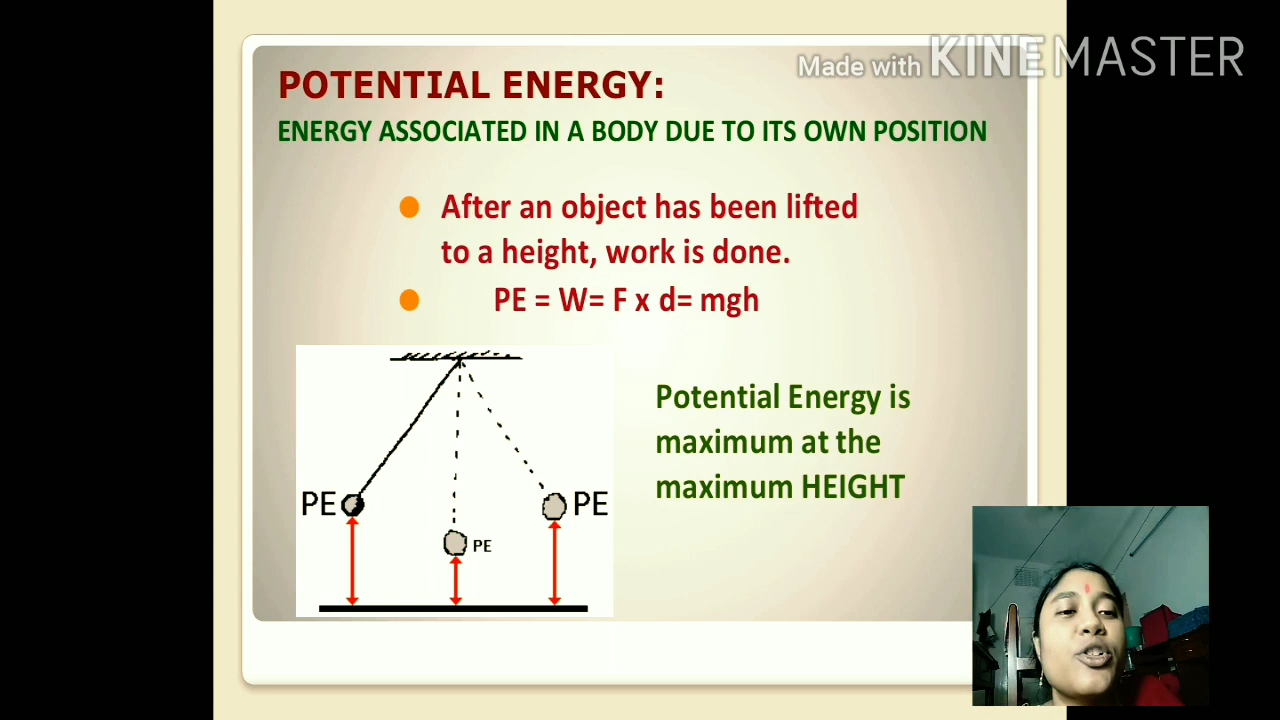 Made with KINEMASTER
POTENTIAL ENERGY:
ENERGY ASSOCIATED IN A BODY DUE TO ITS OWN POSITION
After an object has been lifted
to a height, work is done.
PE = W= F x d= mgh
Potential Energy is
maximum at the
maximum HEIGHT
PE
PE
PE